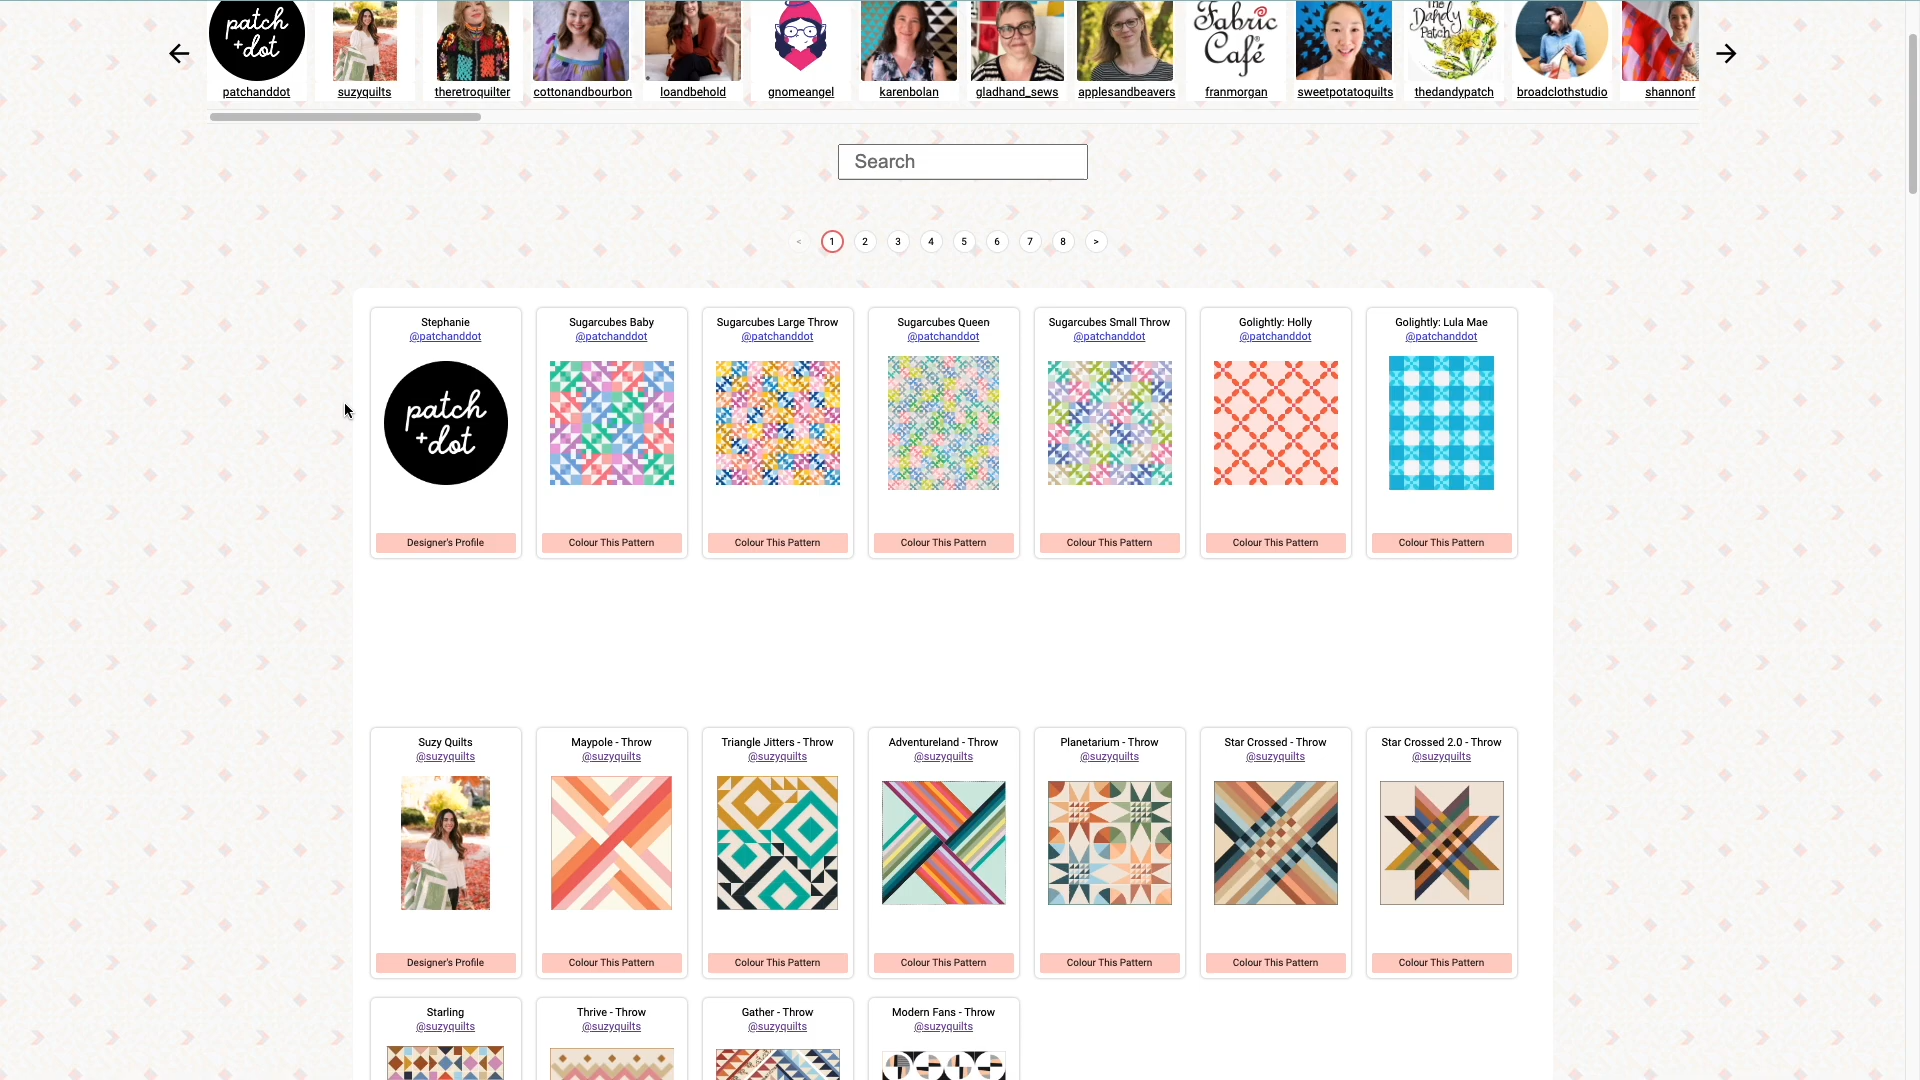 patch
+dot
Fabric
Café
The
Dandy
Patch
patchanddot
suzyquilts
theretroquilter
cottonandbourbon
loandbehold
gnomeangel
karenbolan
gladhand_sews
applesandbeavers
franmorgan
sweetpotatoquilts
thedandypatch
broadclothstudio
shannonf
Search
< 1 2 3 4 5 6 7 8 >
Stephanie
@patchanddot
patch
+dot
Designer's Profile
Sugarcubes Baby
@patchanddot
Colour This Pattern
Sugarcubes Large Throw
@patchanddot
Colour This Pattern
Sugarcubes Queen
@patchanddot
Colour This Pattern
Sugarcubes Small Throw
@patchanddot
Colour This Pattern
Golightly: Holly
@patchanddot
Colour This Pattern
Golightly: Lula Mae
@patchanddot
Colour This Pattern
Suzy Quilts
@suzyquilts
Designer's Profile
Maypole - Throw
@suzyquilts
Colour This Pattern
Triangle Jitters - Throw
@suzyquilts
Colour This Pattern
Adventureland - Throw
@suzyquilts
Colour This Pattern
Planetarium - Throw
@suzyquilts
Colour This Pattern
Star Crossed - Throw
@suzyquilts
Colour This Pattern
Star Crossed 2.0 - Throw
@suzyquilts
Colour This Pattern
Starling
@suzyquilts
Thrive - Throw
@suzyquilts
Gather - Throw
@suzyquilts
Modern Fans - Throw
@suzyquilts